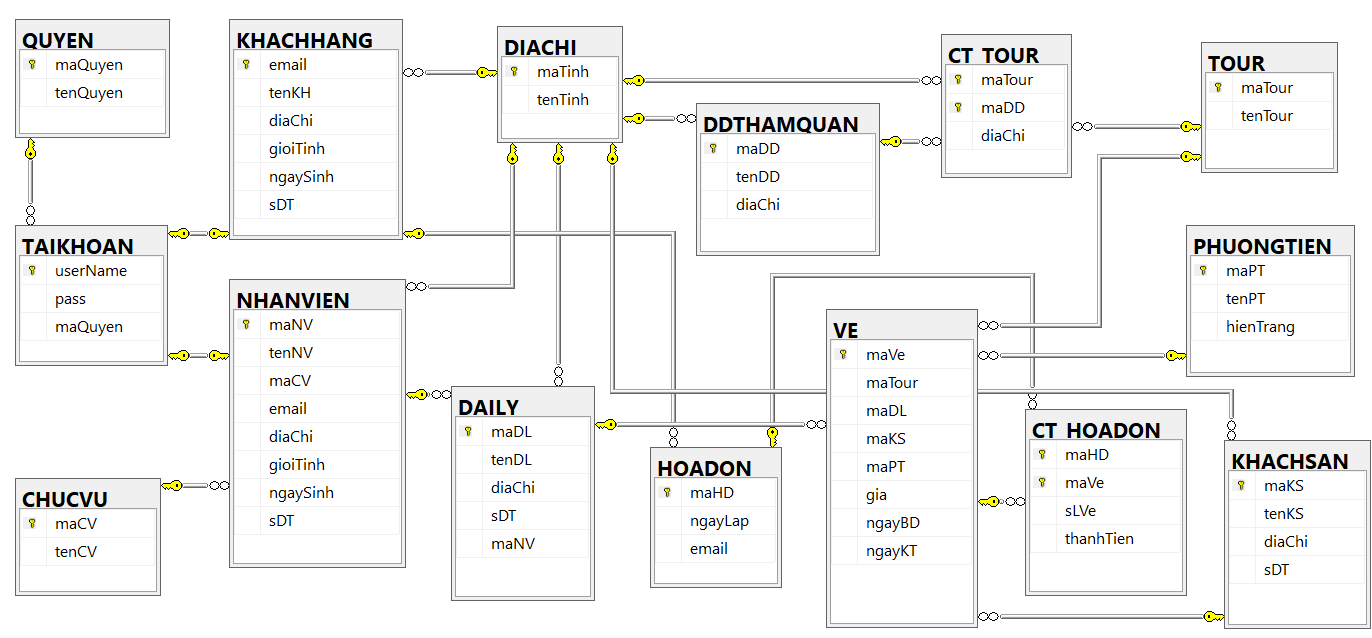 QUYEN
maQuyen
tenQuyen
KHACHHANG
email
tenKH
diaChi
gioiTinh
ngaySinh
sDT
DIACHI
maTinh
tenTinh
CT_TOUR
maTour
maDD
diaChi
TOUR
maTour
tenTour
DDTHAMQUAN
maDD
tenDD
diaChi
TAIKHOAN
userName
pass
maQuyen
PHUONGTIEN
maPT
tenPT
hienTrang
NHANVIEN
maNV
tenNV
maCV
email
diaChi
gioiTinh
ngaySinh
sDT
VE
maVe
maTour
maDL
maKS
maPT
gia
ngayBD
ngayKT
DAILY
maDL
tenDL
diaChi
sDT
maNV
CT_HOADON
maHD
maVe
sLVe
thanhTien
HOADON
maHD
ngayLap
email
KHACHSAN
maKS
tenKS
diaChi
sDT
CHUCVU
maCV
tenCV